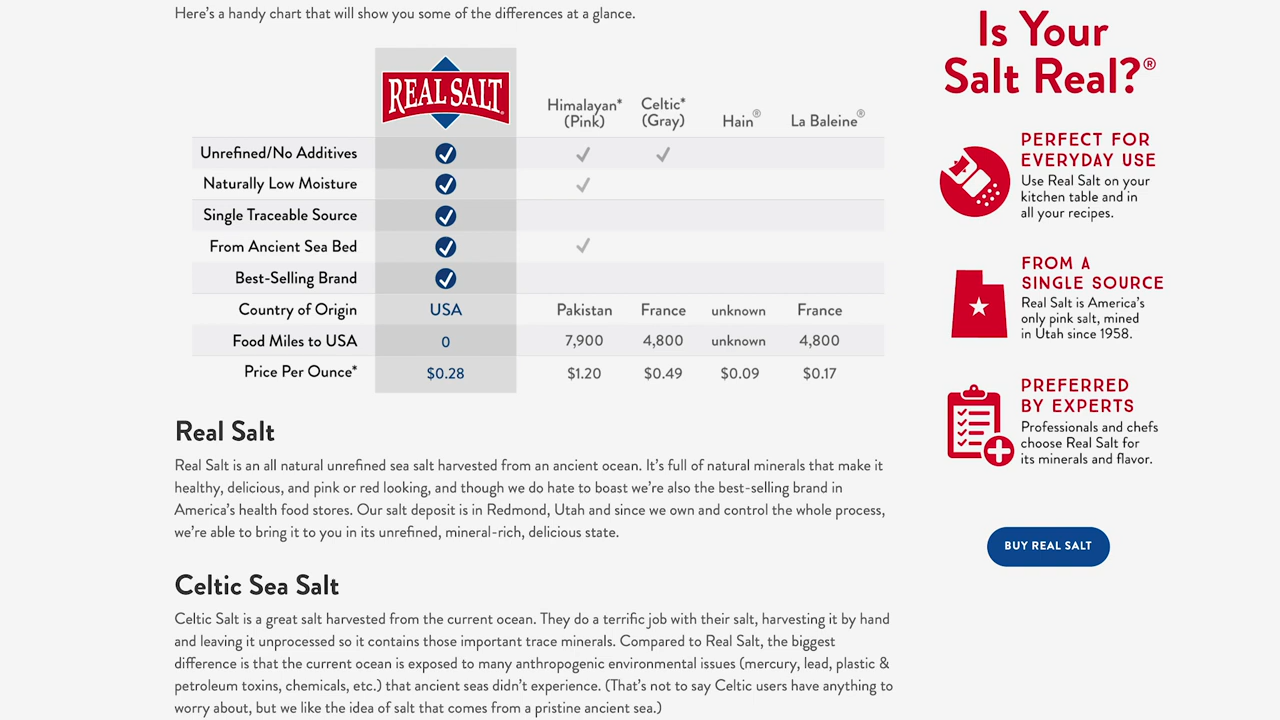 Here's a handy chart that will show you some of the differences at a glance.
REAL SALT®
Himalayan* (Pink)
Celtic* (Gray)
Hain®
La Baleine®
Unrefined/No Additives ✓ ✓ ✓
Naturally Low Moisture ✓ ✓
Single Traceable Source ✓
From Ancient Sea Bed ✓ ✓
Best-Selling Brand ✓
Country of Origin USA Pakistan France unknown France
Food Miles to USA 0 7,900 4,800 unknown 4,800
Price Per Ounce* $0.28 $1.20 $0.49 $0.09 $0.17
Real Salt
Real Salt is an all natural unrefined sea salt harvested from an ancient ocean. It's full of natural minerals that make it
healthy, delicious, and pink or red looking, and though we do hate to boast we're also the best-selling brand in
America's health food stores. Our salt deposit is in Redmond, Utah and since we own and control the whole process,
we're able to bring it to you in its unrefined, mineral-rich, delicious state.
Celtic Sea Salt
Celtic Salt is a great salt harvested from the current ocean. They do a terrific job with their salt, harvesting it by hand
and leaving it unprocessed so it contains those important trace minerals. Compared to Real Salt, the biggest
difference is that the current ocean is exposed to many anthropogenic environmental issues (mercury, lead, plastic &
petroleum toxins, chemicals, etc.) that ancient seas didn't experience. (That's not to say Celtic users have anything to
worry about, but we like the idea of salt that comes from a pristine ancient sea.)
Is Your
Salt Real?®
PERFECT FOR
EVERYDAY USE
Use Real Salt on your
kitchen table and in
all your recipes.
FROM A
SINGLE SOURCE
Real Salt is America's
only pink salt, mined
in Utah since 1958.
PREFERRED
BY EXPERTS
Professionals and chefs
choose Real Salt for
its minerals and flavor.
BUY REAL SALT